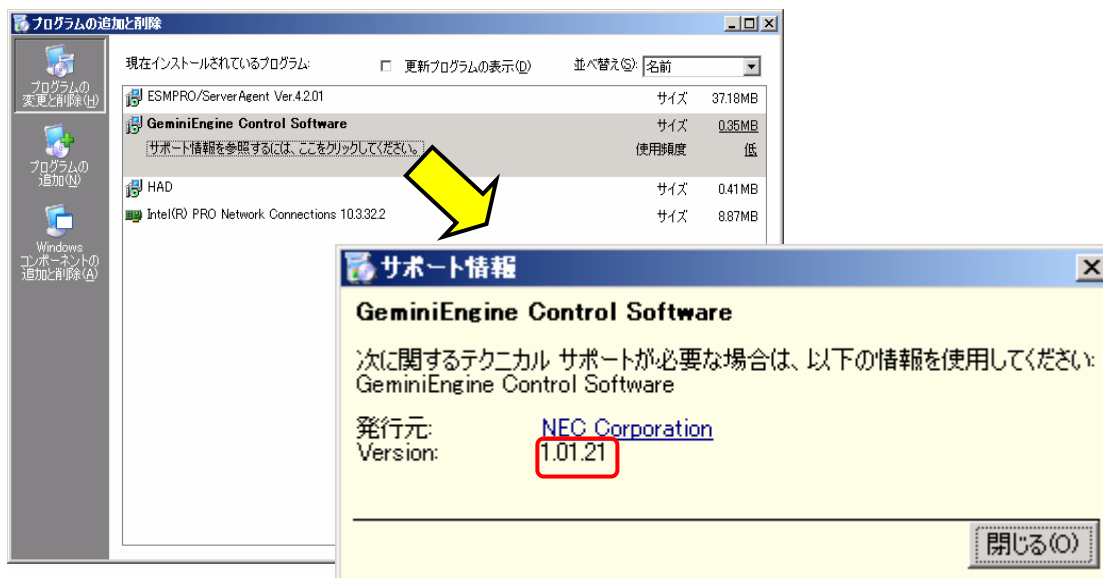 プログラムの追加と削除
現在インストールされているプログラム: 更新プログラムの表示(D) 並べ替え(S): 名前
プログラムの
変更と削除(H)
プログラムの
追加(N)
Windows
コンポーネントの
追加と削除(A)
ESMPRO/ServerAgent Ver.4.2.01 サイズ 37.18MB
GeminiEngine Control Software サイズ 0.35MB
サポート情報を参照するには、ここをクリックしてください。 使用頻度 低
HAD サイズ 0.41MB
Intel(R) PRO Network Connections 10.3.32.2 サイズ 8.87MB
サポート情報
GeminiEngine Control Software
次に関するテクニカル サポートが必要な場合は、以下の情報を使用してください:
GeminiEngine Control Software
発行元: NEC Corporation
Version: 1.01.21
閉じる(O)